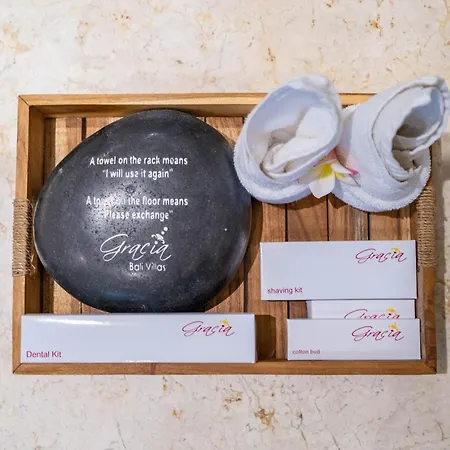 A towel on the rack means
"I will use it again"
A towel on the floor means
"Please exchange"
Gracia
Bali Villas
Gracia
shaving kit
Gracia
Gracia
cotton bud
Gracia
Dental Kit